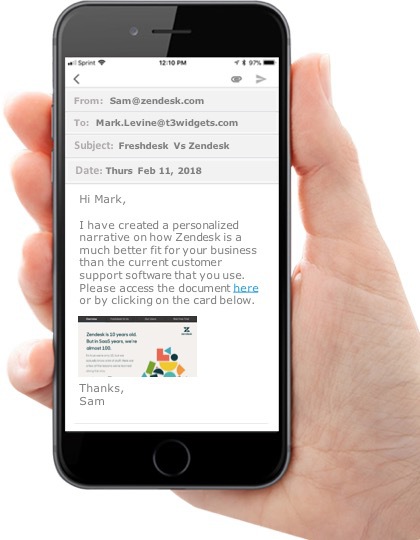 Sprint 12:10 PM 97%
From: Sam@zendesk.com
To: Mark.Levine@t3widgets.com
Subject: Freshdesk Vs Zendesk
Date: Thurs Feb 11, 2018
Hi Mark,
I have created a personalized
narrative on how Zendesk is a
much better fit for your business
than the current customer
support software that you use.
Please access the document here
or by clicking on the card below.
Zendesk is 10 years old.
But in SaaS years, we're
almost 100.
Thanks,
Sam